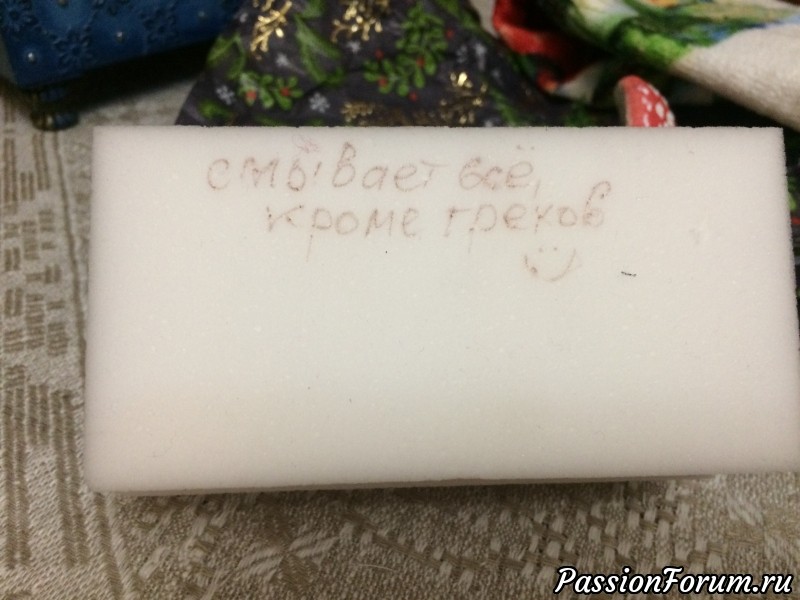 смывает всё,
кроме грехов
PassionForum.ru